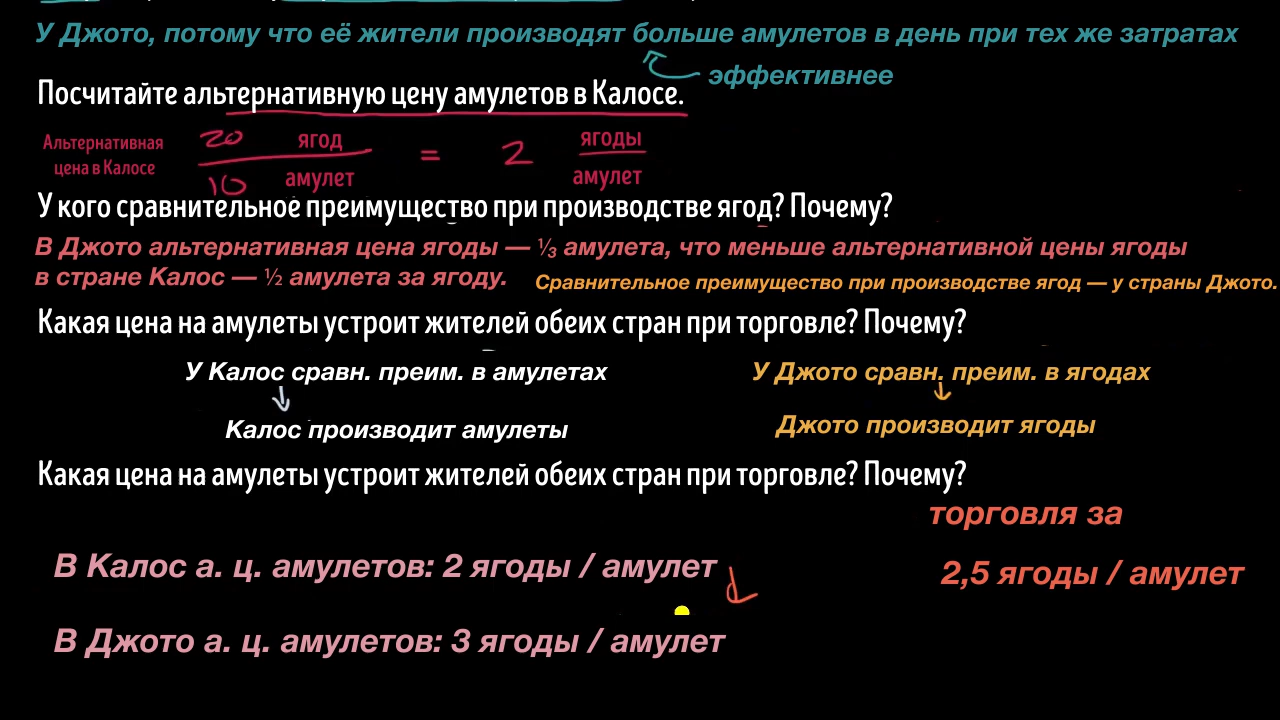 У Джото, потому что её жители производят больше амулетов в день при тех же затратах
эффективнее
Посчитайте альтернативную цену амулетов в Калосе.
Альтернативная цена в Калосе 20 ягод / 10 амулет = 2 ягоды / амулет
У кого сравнительное преимущество при производстве ягод? Почему?
В Джото альтернативная цена ягоды — ⅓ амулета, что меньше альтернативной цены ягоды
в стране Калос — ½ амулета за ягоду. Сравнительное преимущество при производстве ягод — у страны Джото.
Какая цена на амулеты устроит жителей обеих стран при торговле? Почему?
У Калос сравн. преим. в амулетах
У Джото сравн. преим. в ягодах
Калос производит амулеты
Джото производит ягоды
Какая цена на амулеты устроит жителей обеих стран при торговле? Почему?
торговля за
В Калос а. ц. амулетов: 2 ягоды / амулет
2,5 ягоды / амулет
В Джото а. ц. амулетов: 3 ягоды / амулет